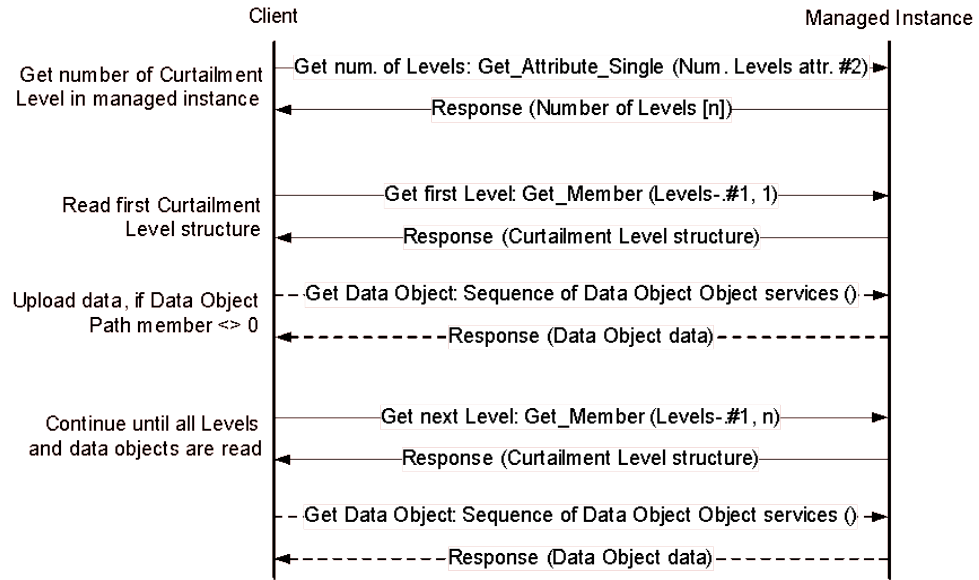 Client
Managed Instance
Get number of Curtailment
Level in managed instance
Get num. of Levels: Get_Attribute_Single (Num. Levels attr. #2)
Response (Number of Levels [n])
Read first Curtailment
Level structure
Get first Level: Get_Member (Levels-.#1, 1)
Response (Curtailment Level structure)
Upload data, if Data Object
Path member <> 0
Get Data Object: Sequence of Data Object Object services ()
Response (Data Object data)
Continue until all Levels
and data objects are read
Get next Level: Get_Member (Levels-.#1, n)
Response (Curtailment Level structure)
Get Data Object: Sequence of Data Object Object services ()
Response (Data Object data)